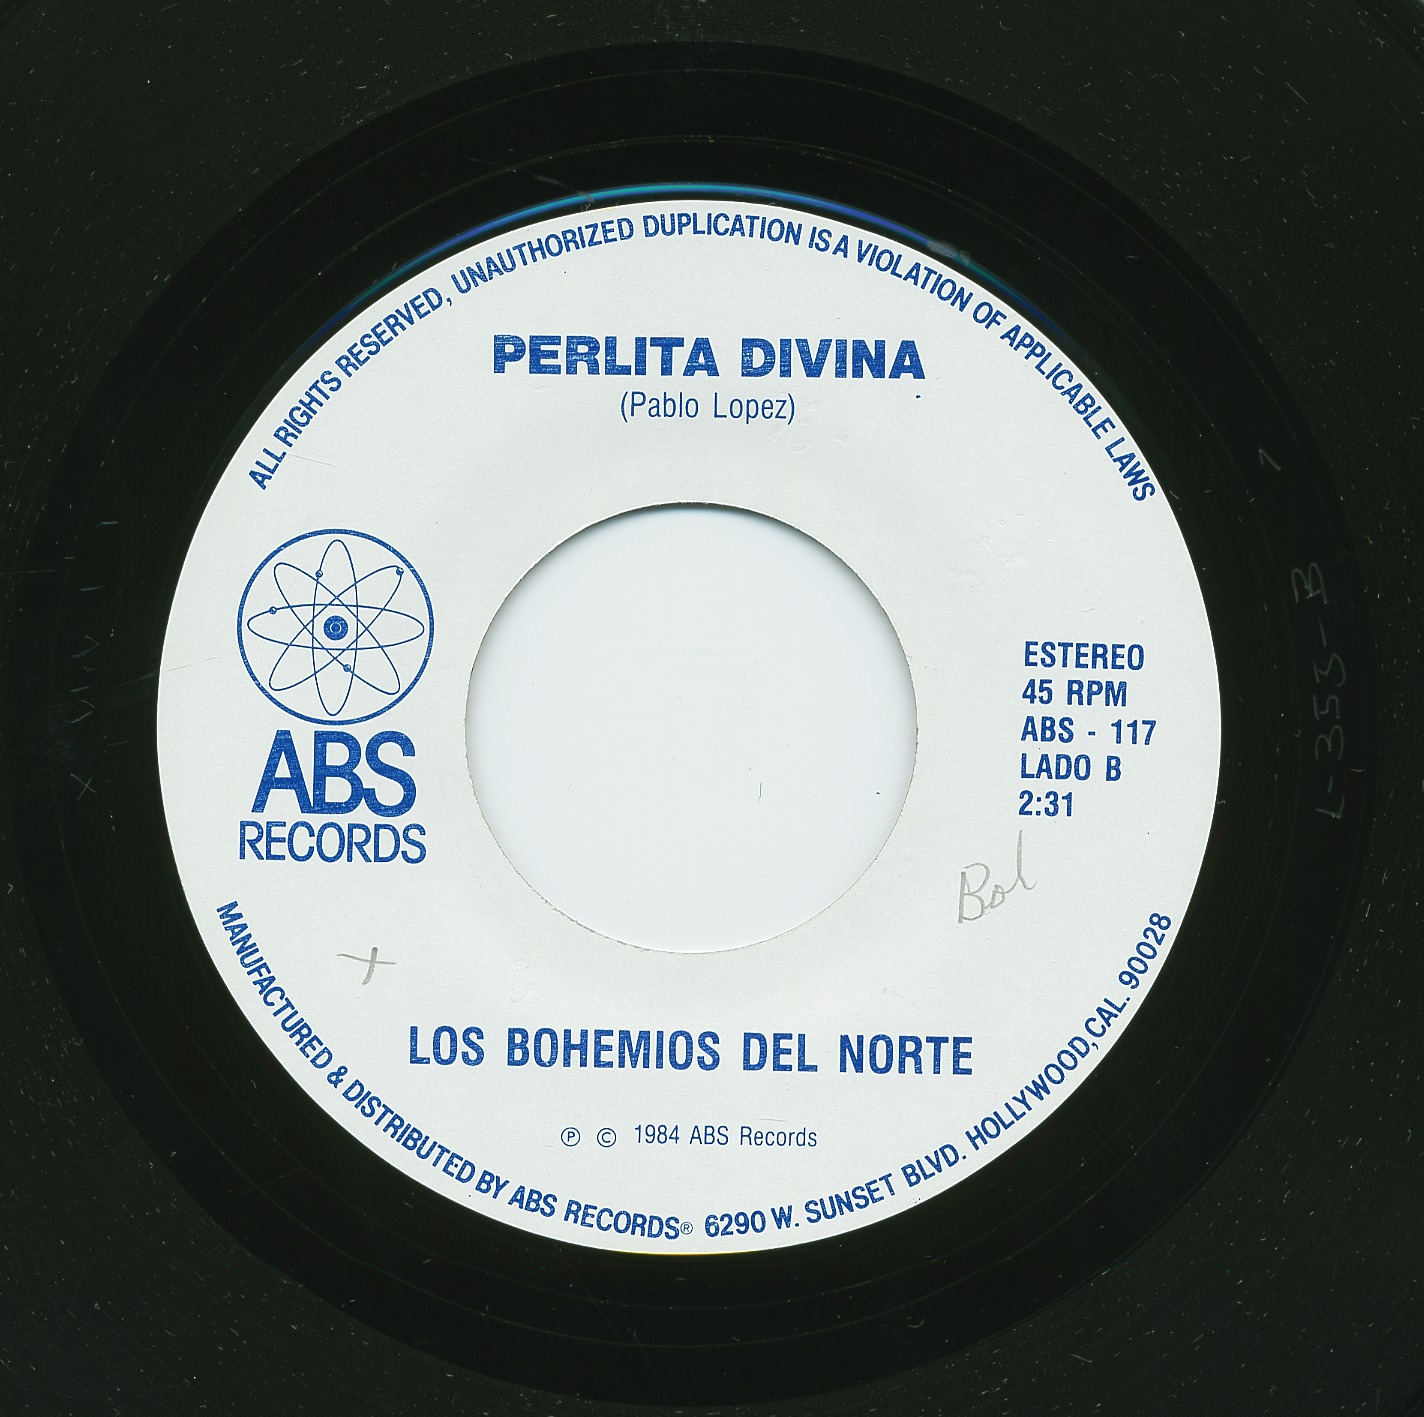 ALL RIGHTS RESERVED, UNAUTHORIZED DUPLICATION IS A VIOLATION OF APPLICABLE LAWS
PERLITA DIVINA
(Pablo Lopez)
ABS
RECORDS
ESTEREO
45 RPM
ABS - 117
LADO B
2:31
Bol
L-353-B
LOS BOHEMIOS DEL NORTE
Ⓟ © 1984 ABS Records
MANUFACTURED & DISTRIBUTED BY ABS RECORDS® 6290 W. SUNSET BLVD. HOLLYWOOD, CAL. 90028